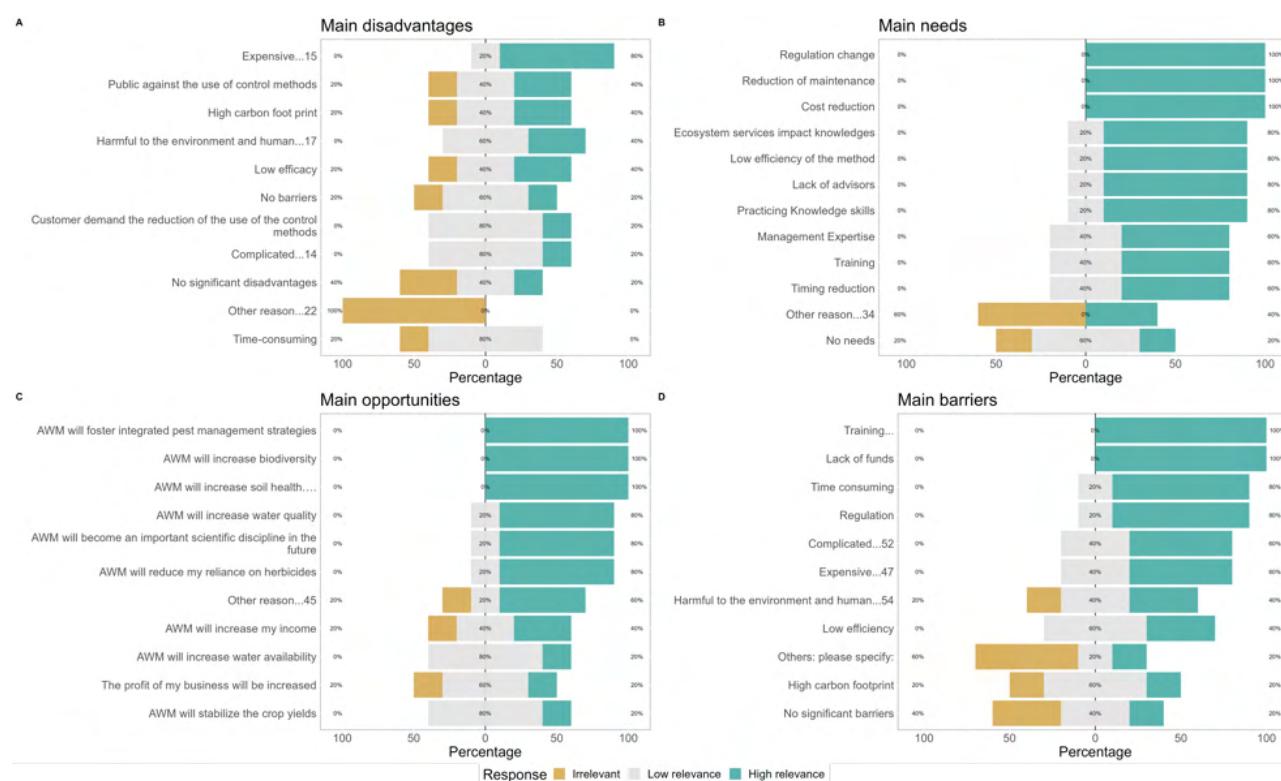 A
Main disadvantages
Expensive...15 0% 20% 80%
Public against the use of control methods 20% 40% 40%
High carbon foot print 20% 40% 40%
Harmful to the environment and human...17 0% 60% 40%
Low efficacy 20% 40% 40%
No barriers 20% 60% 20%
Customer demand the reduction of the use of the control
methods 0% 80% 20%
Complicated...14 0% 80% 20%
No significant disadvantages 40% 40% 20%
Other reason...22 100% 0% 0%
Time-consuming 20% 80% 0%
100 50 0 50 100
Percentage
B
Main needs
Regulation change 0% 0% 100%
Reduction of maintenance 0% 0% 100%
Cost reduction 0% 0% 100%
Ecosystem services impact knowledges 0% 20% 80%
Low efficiency of the method 0% 20% 80%
Lack of advisors 0% 20% 80%
Practicing Knowledge skills 0% 20% 80%
Management Expertise 0% 40% 60%
Training 0% 40% 60%
Timing reduction 0% 40% 60%
Other reason...34 60% 0% 40%
No needs 20% 60% 20%
100 50 0 50 100
Percentage
C
Main opportunities
AWM will foster integrated pest management strategies 0% 0% 100%
AWM will increase biodiversity 0% 0% 100%
AWM will increase soil health.... 0% 0% 100%
AWM will increase water quality 0% 20% 80%
AWM will become an important scientific discipline in the
future 0% 20% 80%
AWM will reduce my reliance on herbicides 0% 20% 80%
Other reason...45 20% 20% 60%
AWM will increase my income 20% 40% 40%
AWM will increase water availability 0% 80% 20%
The profit of my business will be increased 20% 60% 20%
AWM will stabilize the crop yields 0% 80% 20%
100 50 0 50 100
Percentage
D
Main barriers
Training... 0% 0% 100%
Lack of funds 0% 0% 100%
Time consuming 0% 20% 80%
Regulation 0% 20% 80%
Complicated...52 0% 40% 60%
Expensive...47 0% 40% 60%
Harmful to the environment and human...54 20% 40% 40%
Low efficiency 0% 60% 40%
Others: please specify: 60% 20% 20%
High carbon footprint 20% 60% 20%
No significant barriers 40% 40% 20%
100 50 0 50 100
Percentage
Response Irrelevant Low relevance High relevance